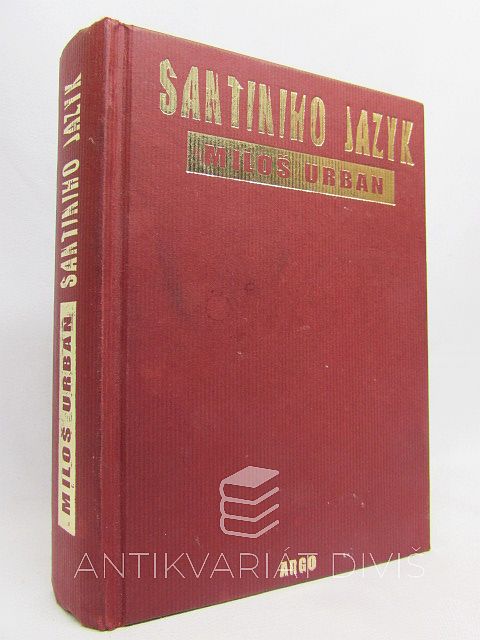 SANTINIHO JAZYK
MILOŠ URBAN
MILOŠ URBAN SANTINIHO JAZYK
ANTIKVARIÁT DIVIŠ
ARGO